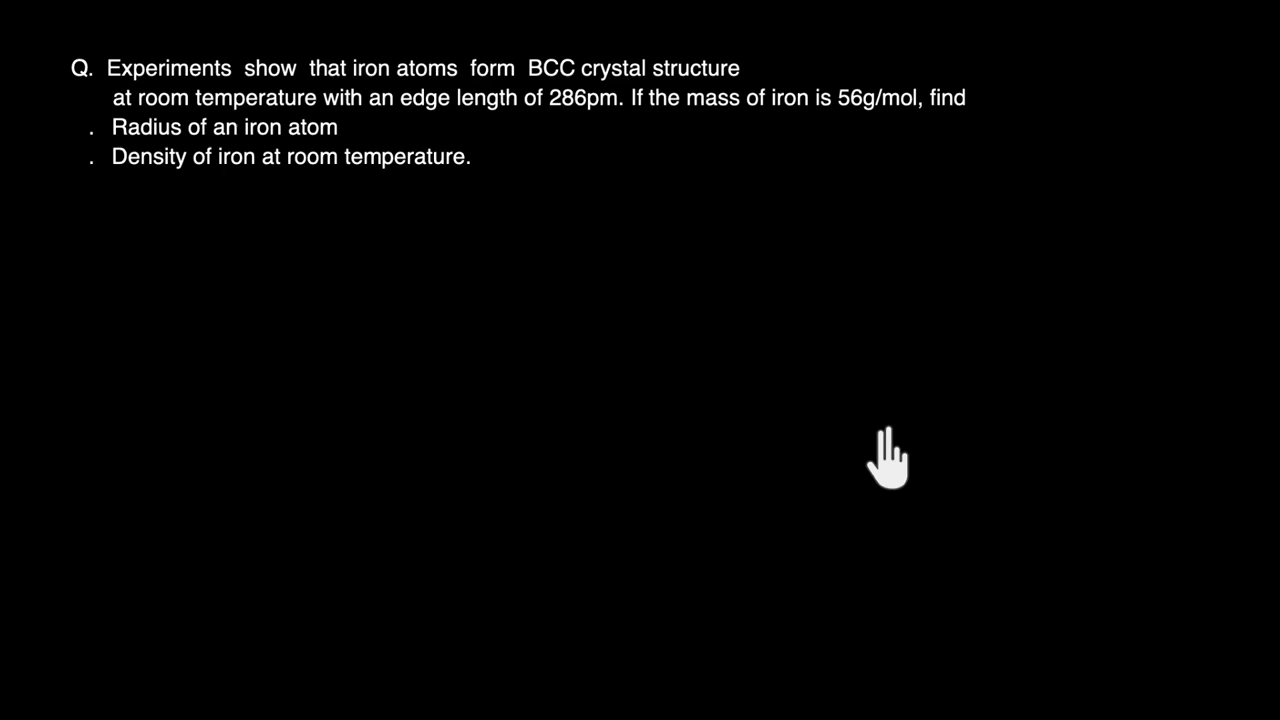 Q. Experiments show that iron atoms form BCC crystal structure
at room temperature with an edge length of 286pm. If the mass of iron is 56g/mol, find
. Radius of an iron atom
. Density of iron at room temperature.